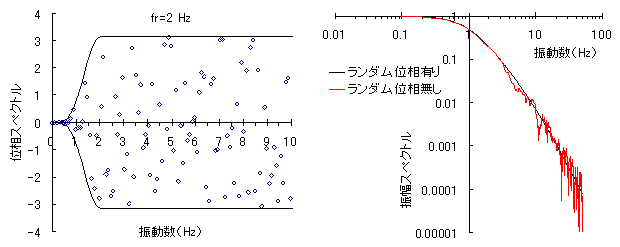 fr=2 Hz
4
3
2
1
0
-1
-2
-3
-4
0 1 2 3 4 5 6 7 8 9 10
位相スペクトル
振動数(Hz)
0.01 0.1 1 10 100
振動数(Hz)
0.1
0.01
0.001
0.0001
0.00001
ランダム位相有り
ランダム位相無し
振幅スペクトル